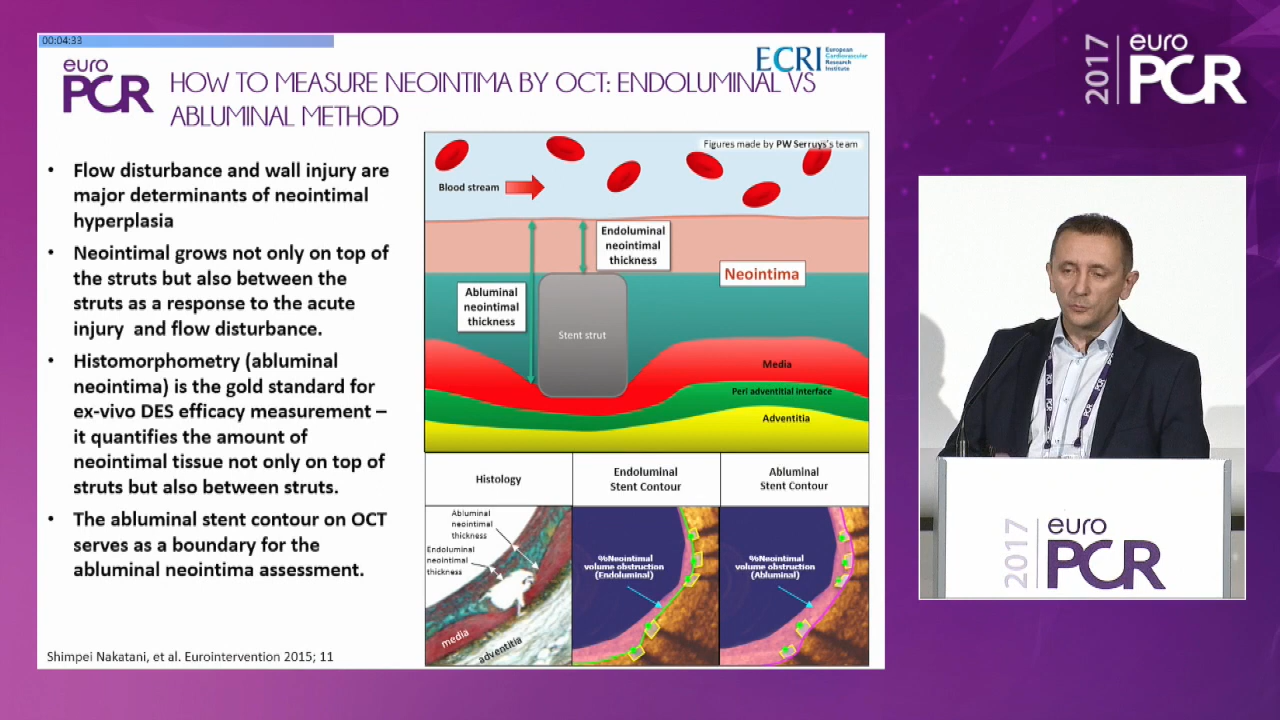 00:04:33
euro
PCR
ECRI
European
Cardiovascular
Research
Institute
HOW TO MEASURE NEOINTIMA BY OCT: ENDOLUMINAL VS
ABLUMINAL METHOD
• Flow disturbance and wall injury are
major determinants of neointimal
hyperplasia
• Neointimal grows not only on top of
the struts but also between the
struts as a response to the acute
injury and flow disturbance.
• Histomorphometry (abluminal
neointima) is the gold standard for
ex-vivo DES efficacy measurement –
it quantifies the amount of
neointimal tissue not only on top of
struts but also between struts.
• The abluminal stent contour on OCT
serves as a boundary for the
abluminal neointima assessment.
Shimpei Nakatani, et al. Eurointervention 2015; 11
Figures made by PW Serruys's team
Blood stream
Endoluminal
neointimal
thickness
Neointima
Abluminal
neointimal
thickness
Stent strut
Media
Peri adventitial interface
Adventitia
Histology
Endoluminal
Stent Contour
Abluminal
Stent Contour
Abluminal
neointimal
thickness
Endoluminal
neointimal
thickness
media
adventitia
%Neointimal
volume obstruction
(Endoluminal)
%Neointimal
volume obstruction
(Abluminal)
2017
euro
PCR
PCR
2017
euro
PCR